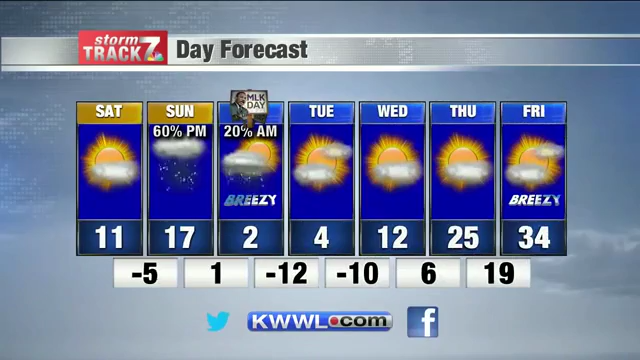 storm
TRACK 7 Day Forecast
MLK
DAY
SAT SUN TUE WED THU FRI
60% PM 20% AM
BREEZY BREEZY
11 17 2 4 12 25 34
-5 1 -12 -10 6 19
KWWL.com f